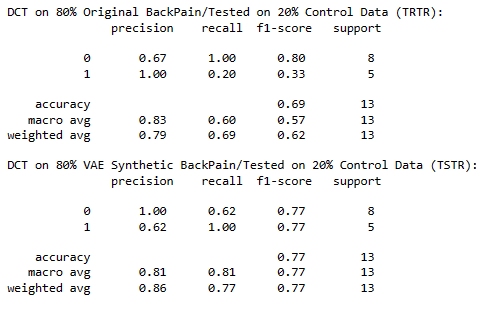 DCT on 80% Original BackPain/Tested on 20% Control Data (TRTR):
precision recall f1-score support
0 0.67 1.00 0.80 8
1 1.00 0.20 0.33 5
accuracy 0.69 13
macro avg 0.83 0.60 0.57 13
weighted avg 0.79 0.69 0.62 13
DCT on 80% VAE Synthetic BackPain/Tested on 20% Control Data (TSTR):
precision recall f1-score support
0 1.00 0.62 0.77 8
1 0.62 1.00 0.77 5
accuracy 0.77 13
macro avg 0.81 0.81 0.77 13
weighted avg 0.86 0.77 0.77 13